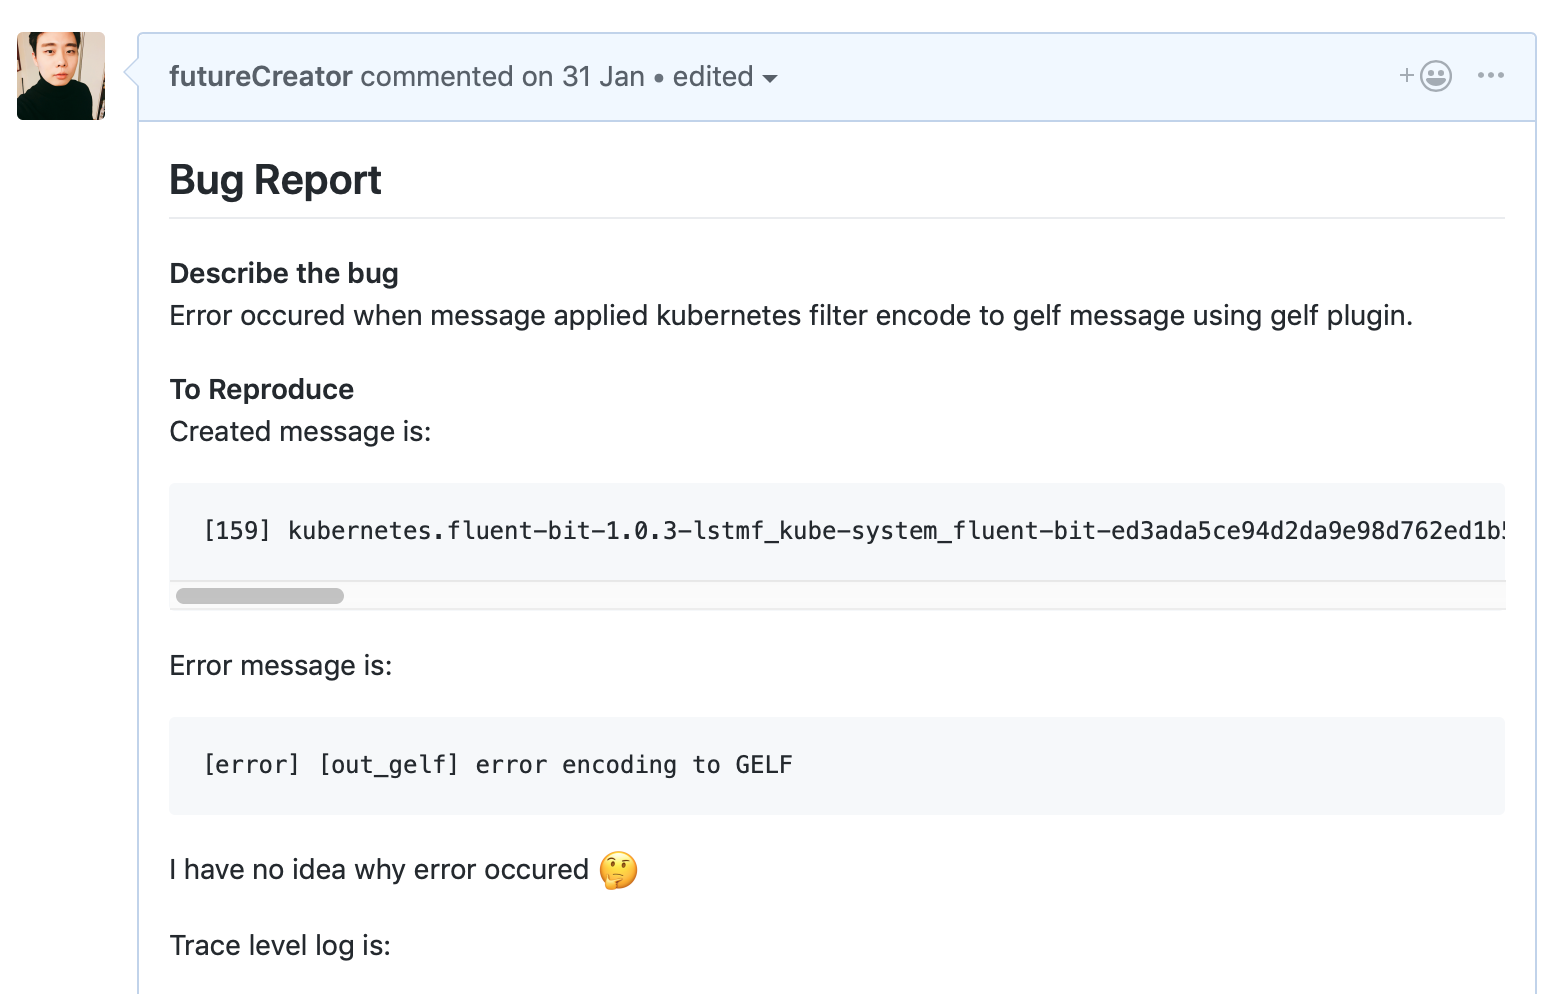 futureCreator commented on 31 Jan • edited
Bug Report
Describe the bug
Error occured when message applied kubernetes filter encode to gelf message using gelf plugin.
To Reproduce
Created message is:
[159] kubernetes.fluent-bit-1.0.3-lstmf_kube-system_fluent-bit-ed3ada5ce94d2da9e98d762ed1b5
Error message is:
[error] [out_gelf] error encoding to GELF
I have no idea why error occured 🤔
Trace level log is: